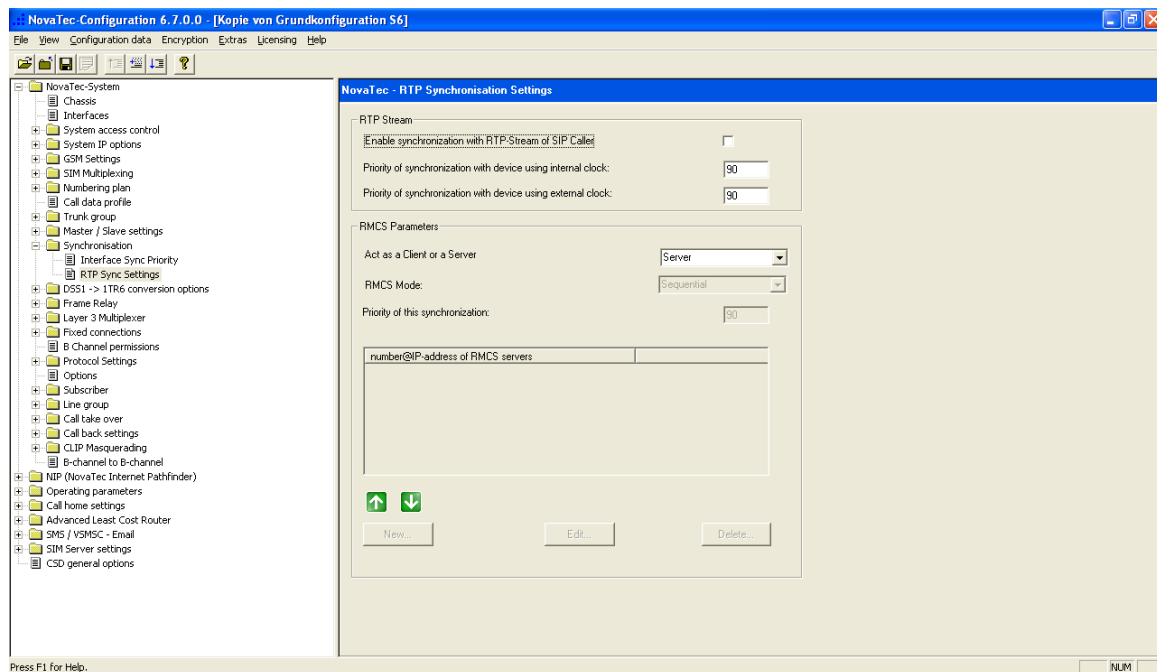 NovaTec-Configuration 6.7.0.0 - [Kopie von Grundkonfiguration S6]
File View Configuration data Encryption Extras Licensing Help
NovaTec-System
Chassis
Interfaces
System access control
System IP options
GSM Settings
SIM Multiplexing
Numbering plan
Call data profile
Trunk group
Master / Slave settings
Synchronisation
Interface Sync Priority
RTP Sync Settings
DSS1 -> 1TR6 conversion options
Frame Relay
Layer 3 Multiplexer
Fixed connections
B Channel permissions
Protocol Settings
Options
Subscriber
Line group
Call take over
Call back settings
CLIP Masquerading
B-channel to B-channel
NIP (NovaTec Internet Pathfinder)
Operating parameters
Call home settings
Advanced Least Cost Router
SMS / VSMSC - Email
SIM Server settings
CSD general options
NovaTec - RTP Synchronisation Settings
RTP Stream
Enable synchronization with RTP-Stream of SIP Caller
Priority of synchronization with device using internal clock: 90
Priority of synchronization with device using external clock: 90
RMCS Parameters
Act as a Client or a Server Server
RMCS Mode: Sequential
Priority of this synchronization: 90
number@IP-address of RMCS servers
New... Edit... Delete...
Press F1 for Help. NUM